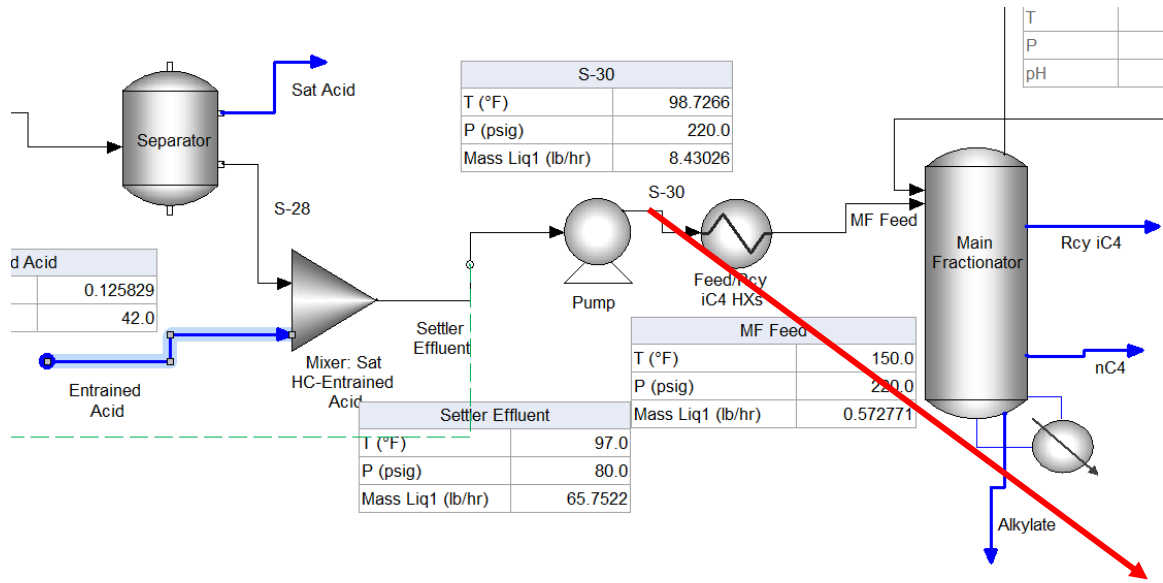 T
P
pH
Sat Acid
Separator
S-30
T (°F) 98.7266
P (psig) 220.0
Mass Liq1 (lb/hr) 8.43026
S-28
S-30
MF Feed
Main
Fractionator
Rcy iC4
d Acid
0.125829
42.0
Pump
Feed/Rcy
iC4 HXs
Settler
Effluent
MF Feed
T (°F) 150.0
P (psig) 220.0
Mass Liq1 (lb/hr) 0.572771
nC4
Entrained
Acid
Mixer: Sat
HC-Entrained
Acid
Settler Effluent
T (°F) 97.0
P (psig) 80.0
Mass Liq1 (lb/hr) 65.7522
Alkylate